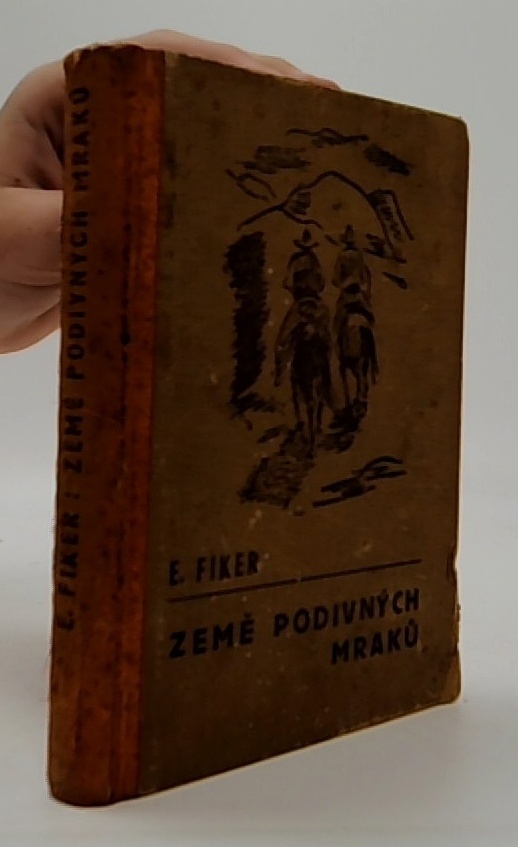 E. FIKER : ZEMĚ PODIVNÝCH MRAKŮ
E. FIKER
ZEMĚ PODIVNÝCH
MRAKŮ